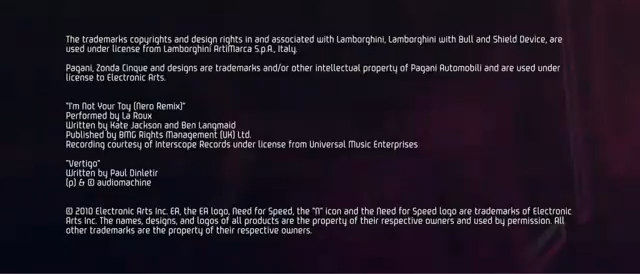 The trademarks copyrights and design rights in and associated with Lamborghini, Lamborghini with Bull and Shield Device, are
used under license from Lamborghini ArtiMarca S.p.A., Italy.
Pagani, Zonda Cinque and designs are trademarks and/or other intellectual property of Pagani Automobili and are used under
license to Electronic Arts.
"I'm Not Your Toy (Nero Remix)"
Performed by La Roux
Written by Kate Jackson and Ben Langmaid
Published by BMG Rights Management (UK) Ltd.
Recording courtesy of Interscope Records under license from Universal Music Enterprises
"Vertigo"
Written by Paul Dinletir
(p) & © audiomachine
© 2010 Electronic Arts Inc. EA, the EA logo, Need for Speed, the "N" icon and the Need for Speed logo are trademarks of Electronic
Arts Inc. The names, designs, and logos of all products are the property of their respective owners and used by permission. All
other trademarks are the property of their respective owners.